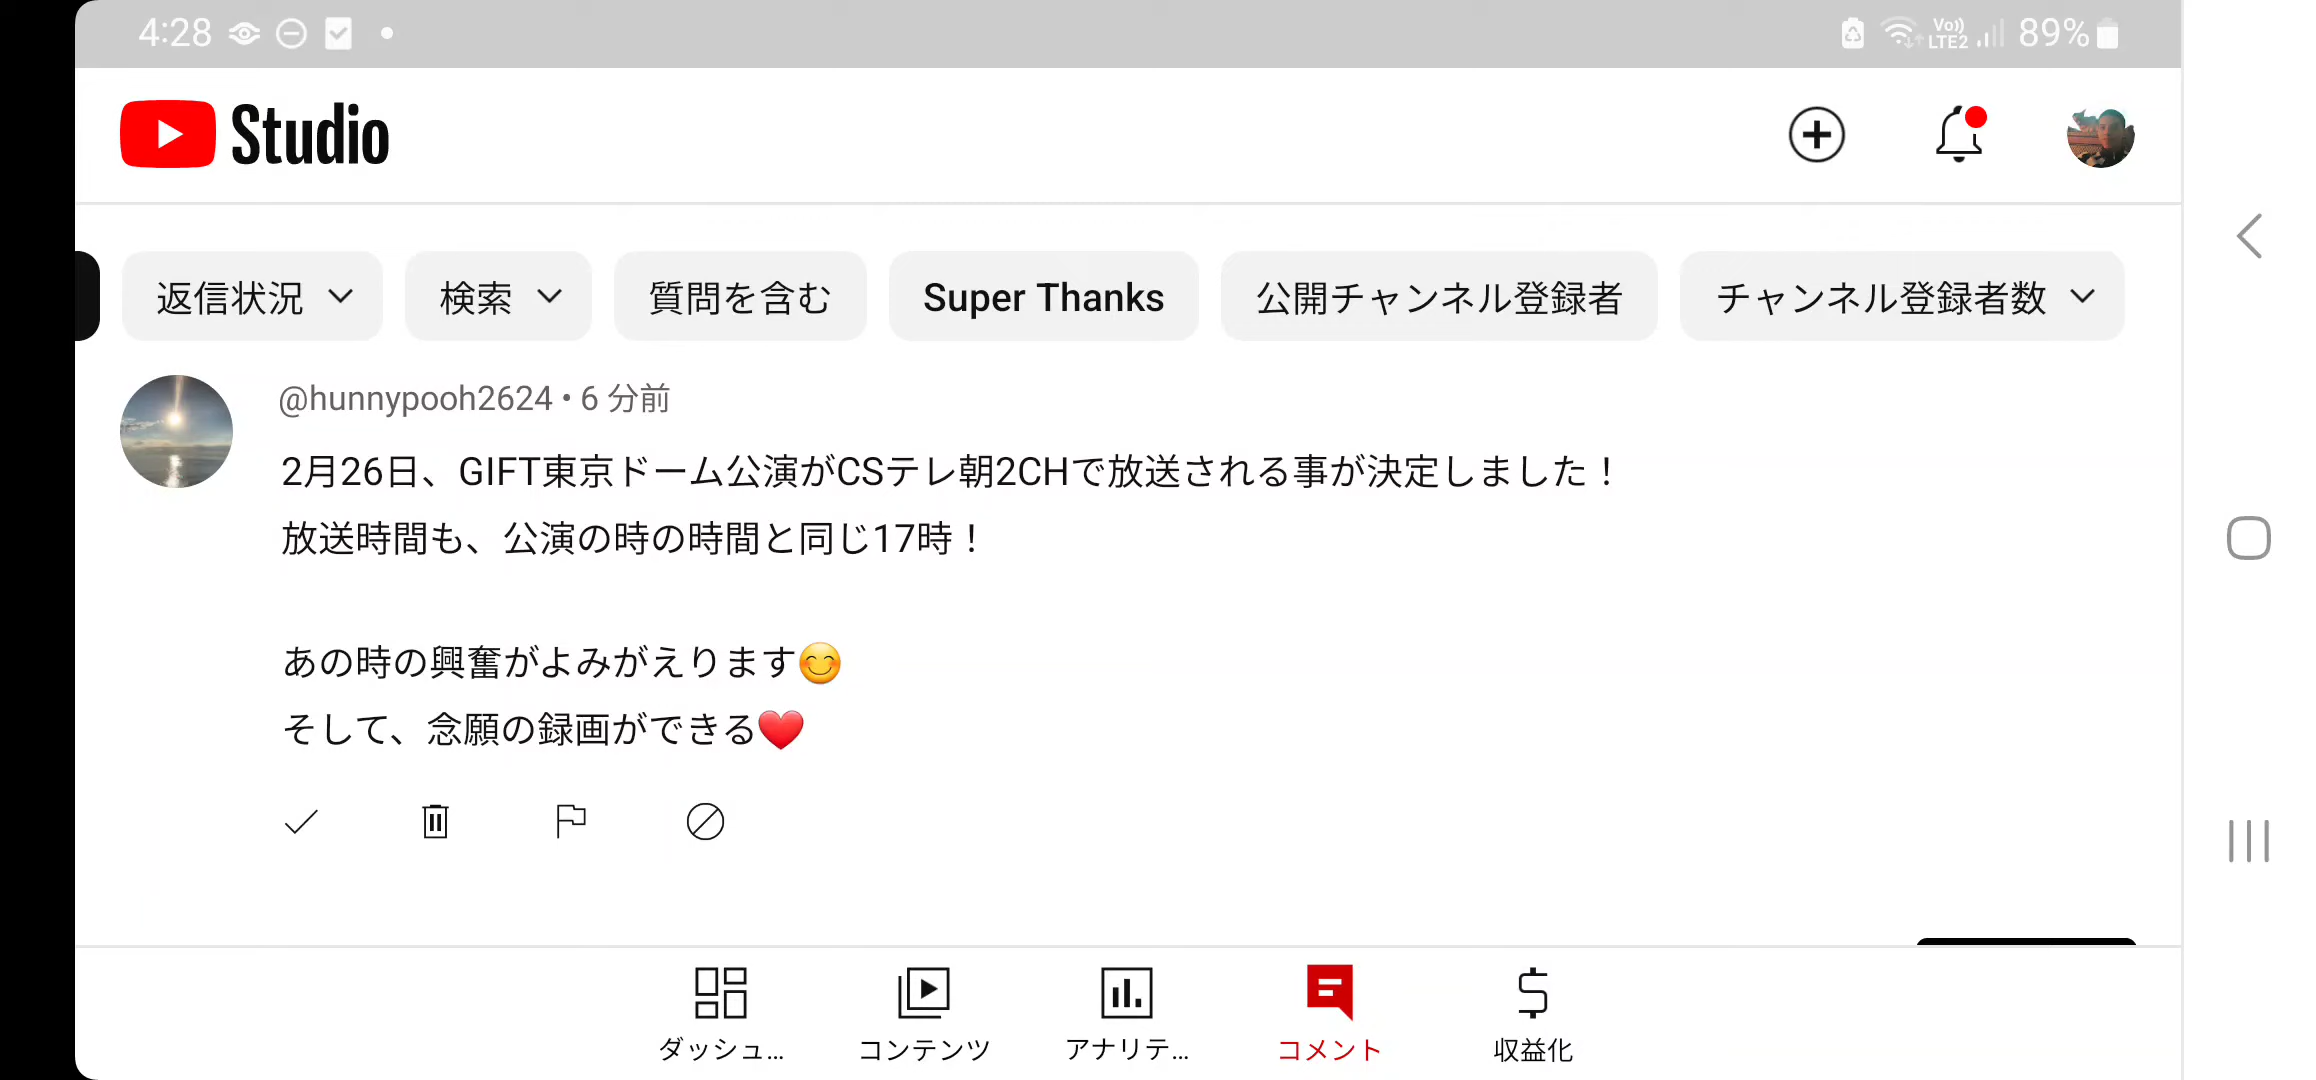 4:28
Vo)) LTE2 89%
Studio
返信状況 検索 質問を含む Super Thanks 公開チャンネル登録者 チャンネル登録者数
@hunnypooh2624 • 6 分前
2月26日、GIFT東京ドーム公演がCSテレ朝2CHで放送される事が決定しました！
放送時間も、公演の時の時間と同じ17時！
あの時の興奮がよみがえります😊
そして、念願の録画ができる❤️
ダッシュ... コンテンツ アナリテ... コメント 収益化